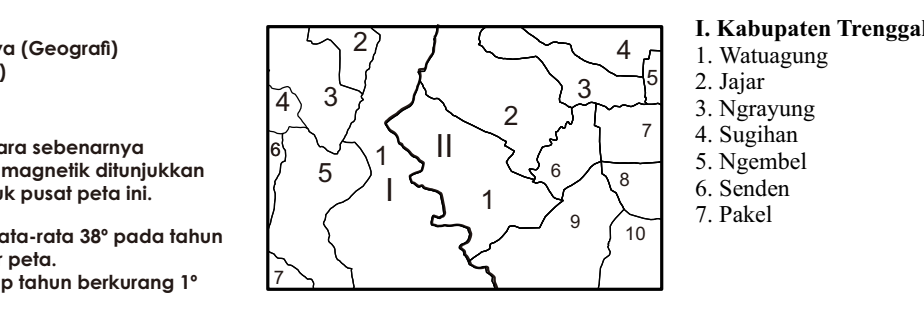 (Geografi)
)
ara sebenarnya
magnetik ditunjukkan
uk pusat peta ini.
ata-rata 38° pada tahun
r peta.
p tahun berkurang 1°
2
4
3
3
5
4
2
7
II
6
1
5
6
8
I
1
9
10
7
I. Kabupaten Trenggal
1. Watuagung
2. Jajar
3. Ngrayung
4. Sugihan
5. Ngembel
6. Senden
7. Pakel